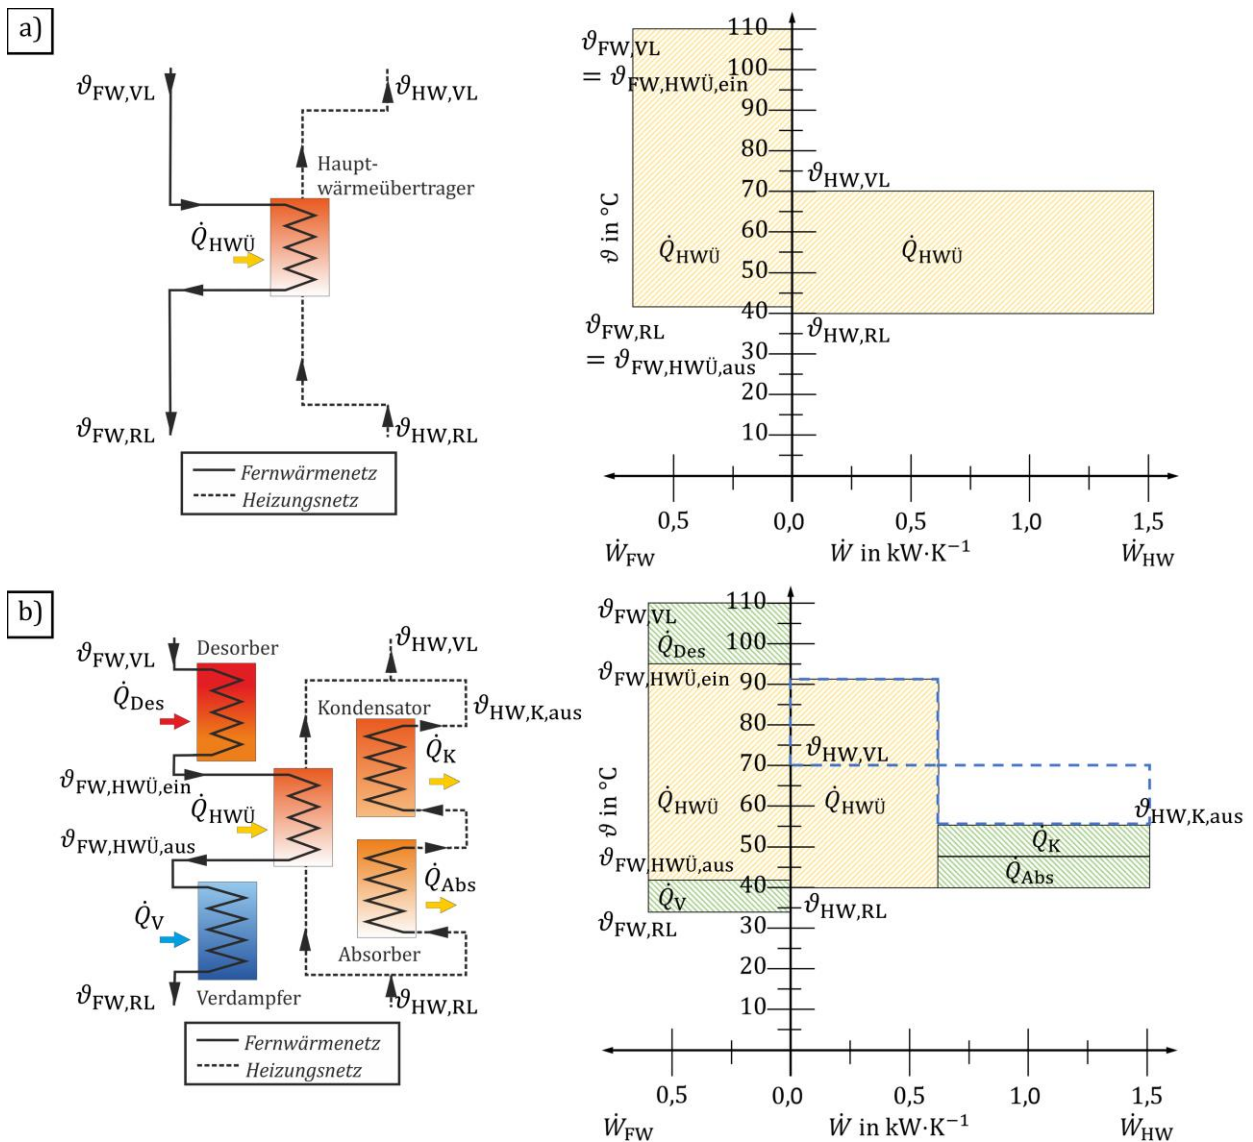 a)
ϑFW,VL
ϑHW,VL
Haupt-
wärmeübertrager
Q̇HWÜ
ϑFW,RL
ϑHW,RL
Fernwärmenetz
Heizungsnetz
ϑFW,VL
= ϑFW,HWÜ,ein
110
100
90
80
70
60
50
40
30
20
10
ϑ in °C
ϑHW,VL
Q̇HWÜ
Q̇HWÜ
ϑFW,RL
= ϑFW,HWÜ,aus
ϑHW,RL
0,5
0,0
0,5
1,0
1,5
ẆFW
Ẇ in kW·K⁻¹
ẆHW
b)
ϑFW,VL
Desorber
ϑHW,VL
Q̇Des
Kondensator
ϑHW,K,aus
Q̇K
ϑFW,HWÜ,ein
Q̇HWÜ
ϑFW,HWÜ,aus
Q̇Abs
Q̇V
Absorber
ϑFW,RL
Verdampfer
ϑHW,RL
Fernwärmenetz
Heizungsnetz
ϑFW,VL
110
100
90
80
70
60
50
40
30
20
10
Q̇Des
ϑFW,HWÜ,ein
ϑ in °C
ϑHW,VL
Q̇HWÜ
Q̇HWÜ
ϑHW,K,aus
Q̇K
ϑFW,HWÜ,aus
Q̇Abs
Q̇V
ϑHW,RL
ϑFW,RL
0,5
0,0
0,5
1,0
1,5
ẆFW
Ẇ in kW·K⁻¹
ẆHW